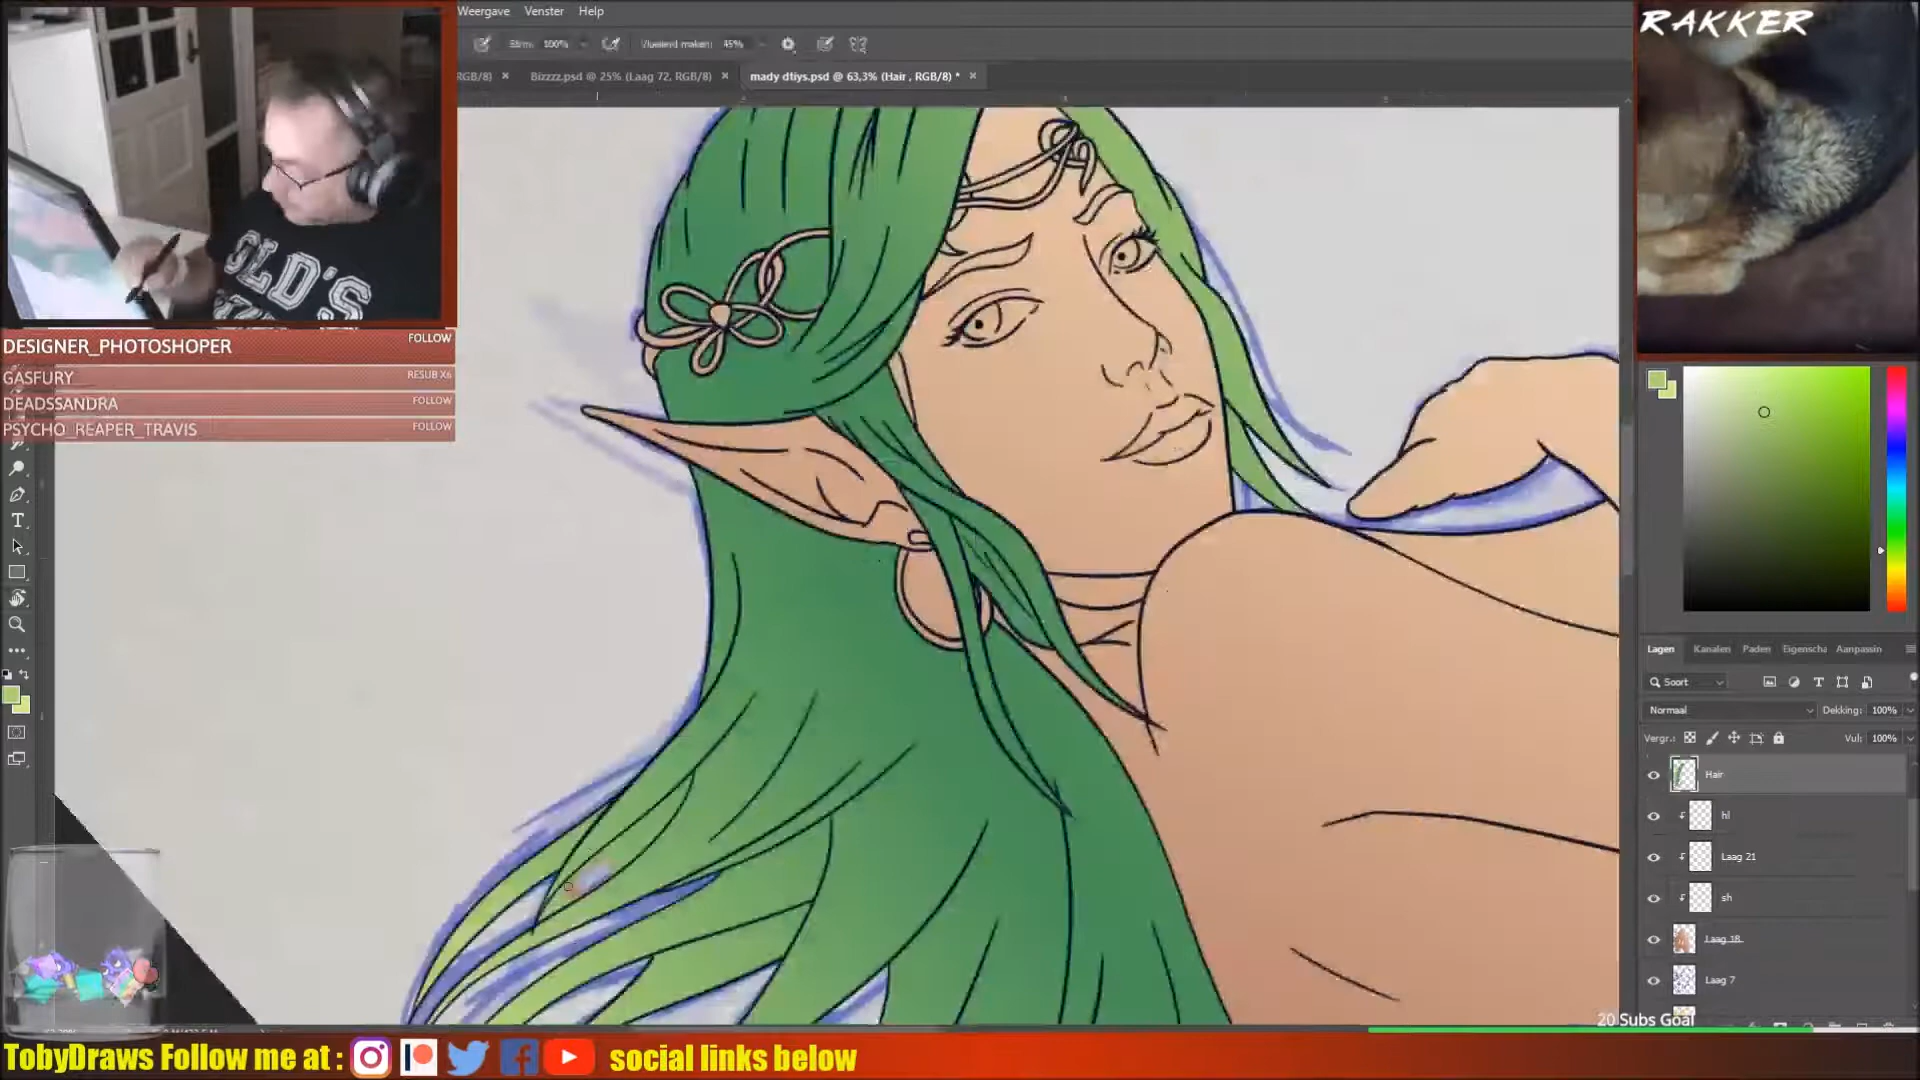 Weergave Venster Help
100% Vloeiend maken: 45%
RGB/8) × Bizzzz.psd @ 25% (Laag 72, RGB/8) × mady dtiys.psd @ 63,3% (Hair , RGB/8) * ×
RAKKER
OLD'S
DESIGNER_PHOTOSHOPER FOLLOW
GASFURY RESUB X6
DEADSSANDRA FOLLOW
PSYCHO_REAPER_TRAVIS FOLLOW
Lagen Kanalen Paden Eigenscha Aanpassin
Soort
Normaal Dekking: 100%
Vergr.: Vul: 100%
Hair
hl
Laag 21
sh
Laag 18
Laag 7
20 Subs Goal
TobyDraws Follow me at : social links below